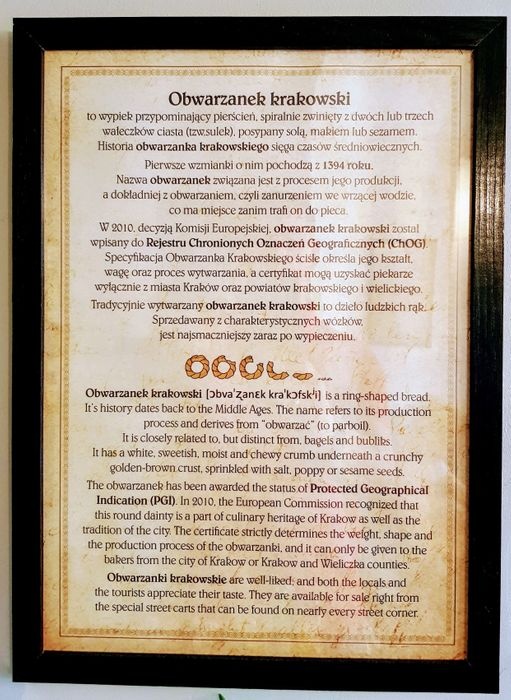 Obwarzanek krakowski
to wypiek przypominający pierścień, spiralnie zwinięty z dwóch lub trzech
wałeczków ciasta (tzw.sulek), posypany solą, makiem lub sezamem.
Historia obwarzanka krakowskiego sięga czasów średniowiecznych.
Pierwsze wzmianki o nim pochodzą z 1394 roku.
Nazwa obwarzanek związana jest z procesem jego produkcji,
a dokładniej z obwarzaniem, czyli zanurzeniem we wrzącej wodzie,
co ma miejsce zanim trafi on do pieca.
W 2010, decyzją Komisji Europejskiej, obwarzanek krakowski został
wpisany do Rejestru Chronionych Oznaczeń Geograficznych (ChOG).
Specyfikacja Obwarzanka Krakowskiego ściśle określa jego kształt,
wagę oraz proces wytwarzania, a certyfikat mogą uzyskać piekarze
wyłącznie z miasta Kraków oraz powiatów krakowskiego i wielickiego.
Tradycyjnie wytwarzany obwarzanek krakowski to dzieło ludzkich rąk.
Sprzedawany z charakterystycznych wózków,
jest najsmaczniejszy zaraz po wypieczeniu.
Obwarzanek krakowski [ɔbvaˈʐanɛk kraˈkɔfskʲi] is a ring-shaped bread.
It's history dates back to the Middle Ages. The name refers to its production
process and derives from "obwarzać" (to parboil).
It is closely related to, but distinct from, bagels and bubliks.
It has a white, sweetish, moist and chewy crumb underneath a crunchy
golden-brown crust, sprinkled with salt, poppy or sesame seeds.
The obwarzanek has been awarded the status of Protected Geographical
Indication (PGI). In 2010, the European Commission recognized that
this round dainty is a part of culinary heritage of Krakow as well as the
tradition of the city. The certificate strictly determines the weight, shape and
the production process of the obwarzanki, and it can only be given to the
bakers from the city of Krakow or Krakow and Wieliczka counties.
Obwarzanki krakowskie are well-liked; and both the locals and
the tourists appreciate their taste. They are available for sale right from
the special street carts that can be found on nearly every street corner.